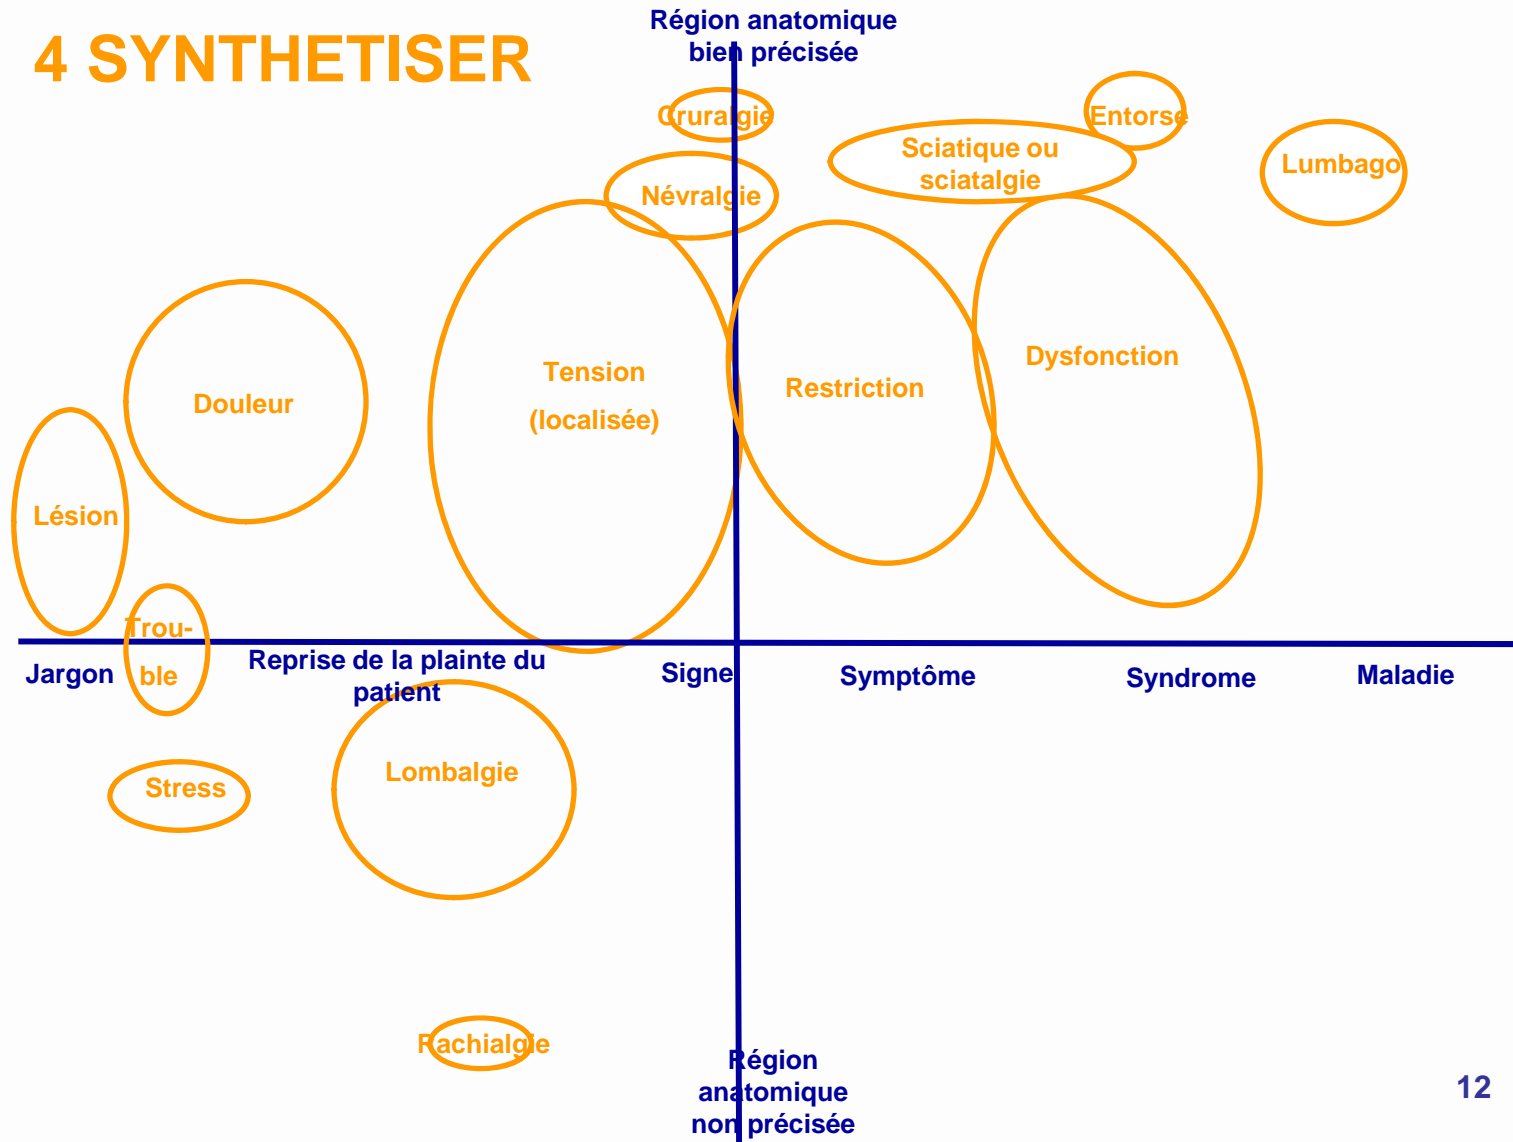 4 SYNTHETISER
Région anatomique
bien précisée
Cruralgie
Entorse
Sciatique ou
sciatalgie
Lumbago
Névralgie
Tension
(localisée)
Dysfonction
Restriction
Douleur
Lésion
Trou-
ble
Jargon
Reprise de la plainte du
patient
Signe
Symptôme
Syndrome
Maladie
Lombalgie
Stress
Rachialgie
Région
anatomique
non précisée
12